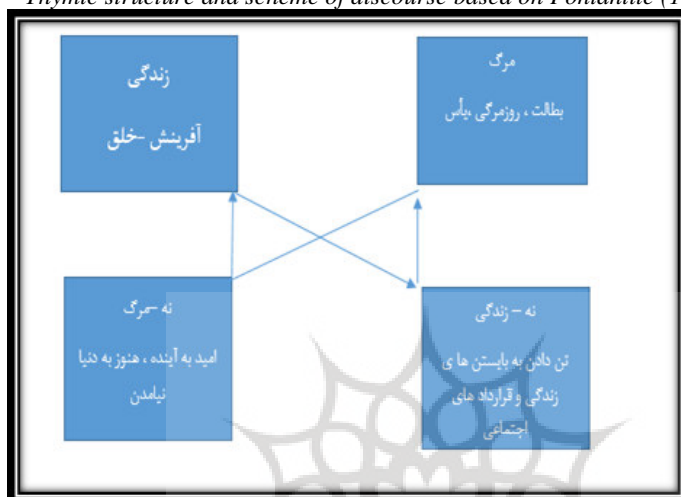 Thymic structure and scheme of discourse based on Fontanille (1
مرگ
بطالت ، روزمرگی ،یأس
زندگی
آفرینش -خلق
نه – زندگی
تن دادن به بایستن ها ی
زندگی و قرارداد های
اجتماعی
نه –مرگ
امید به آینده ، هنوز به دنیا
نیامدن